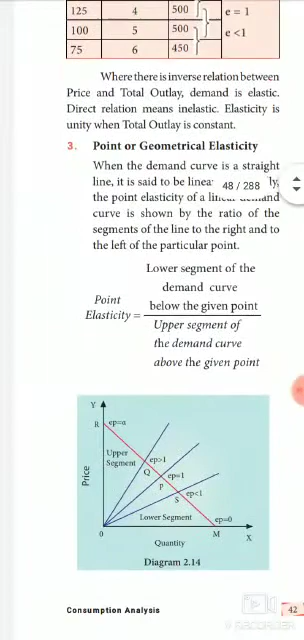 125 4 500 e = 1
100 5 500 e <1
75 6 450
Where there is inverse relation between
Price and Total Outlay, demand is elastic.
Direct relation means inelastic. Elasticity is
unity when Total Outlay is constant.
3. Point or Geometrical Elasticity
When the demand curve is a straight
line, it is said to be 48 / 288
the point elasticity of a
curve is shown by the ratio of the
segments of the line to the right and to
the left of the particular point.
Lower segment of the
demand curve
below the given point
Point
Elasticity =
Upper segment of
the demand curve
above the given point
Y
R ep=α
Upper
Segment
ep>1
Q
ep=1
P
ep<1
S
Price
Lower Segment
ep=0
0
M
X
Quantity
Diagram 2.14
Consumption Analysis 42
RECORDER